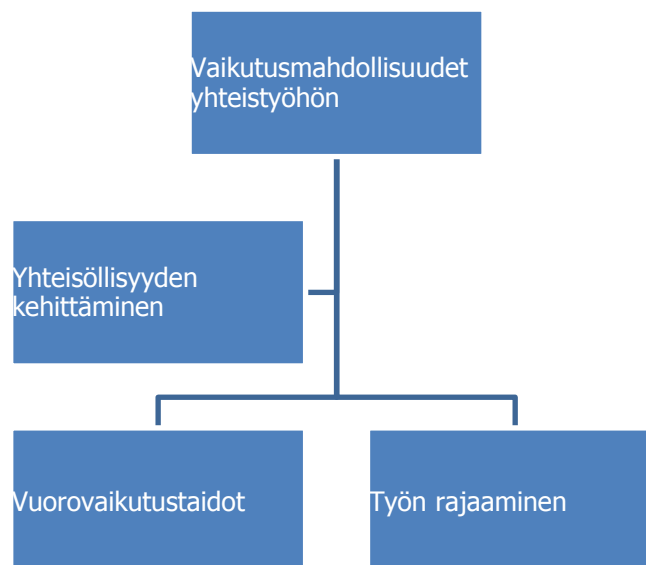 Vaikutusmahdollisuudet
yhteistyöhön
Yhteisöllisyyden
kehittäminen
Vuorovaikutustaidot
Työn rajaaminen